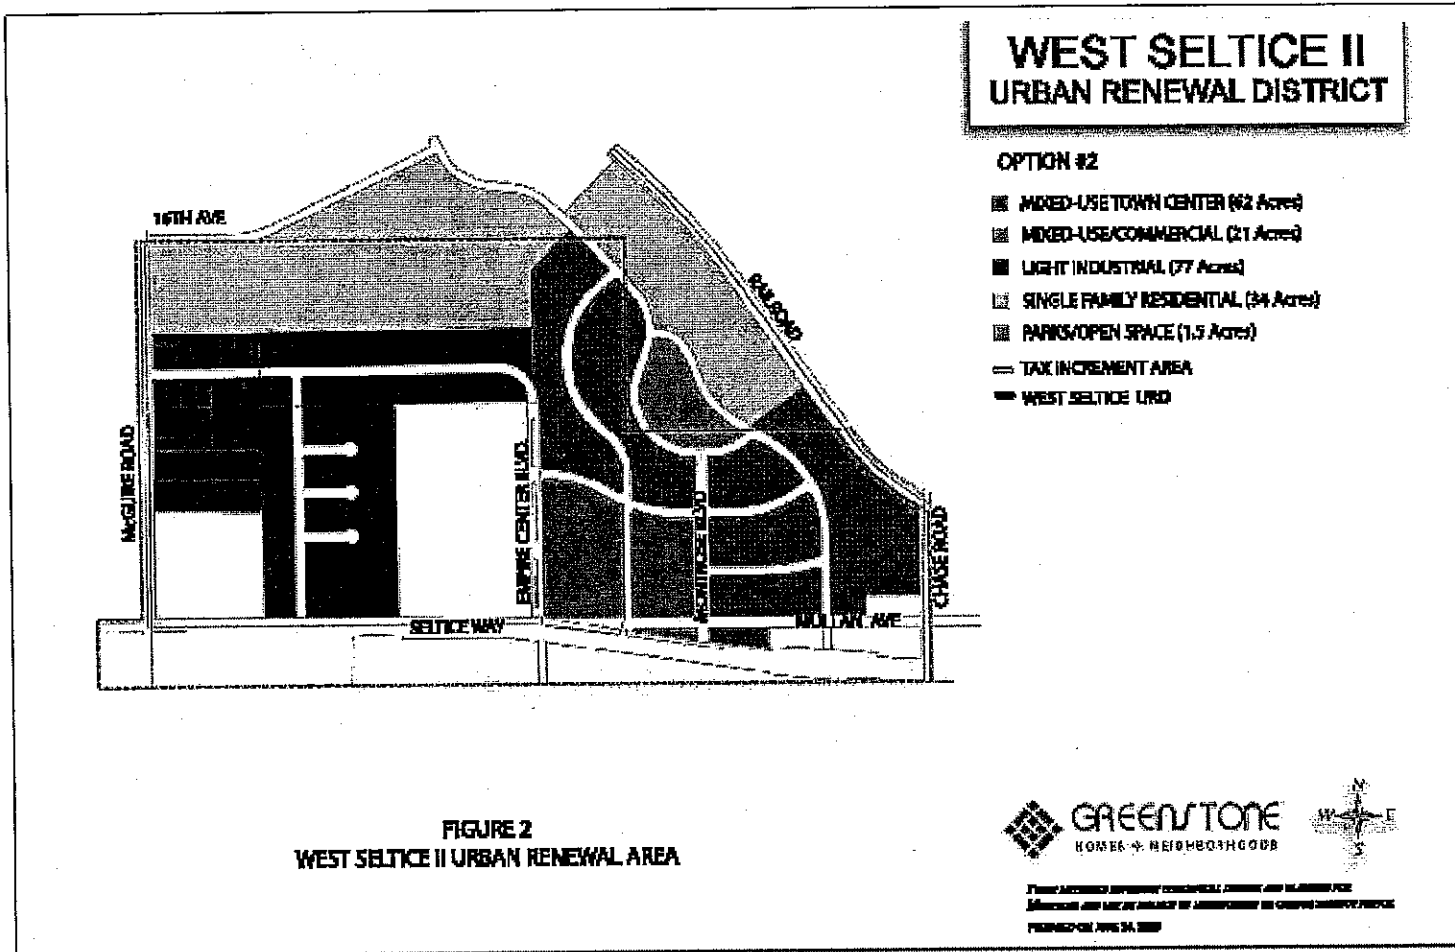 WEST SELTICE II
URBAN RENEWAL DISTRICT
OPTION #2
MIXED-USE TOWN CENTER (62 Acres)
MIXED-USE/COMMERCIAL (21 Acres)
LIGHT INDUSTRIAL (77 Acres)
SINGLE FAMILY RESIDENTIAL (34 Acres)
PARKS/OPEN SPACE (1.5 Acres)
TAX INCREMENT AREA
WEST SELTICE URD
16TH AVE
RAILROAD
McGUIRE ROAD
EMPIRE CENTER BLVD.
MONTROSE BLVD
CHASE ROAD
SELTICE WAY
MULLAN AVE
FIGURE 2
WEST SELTICE II URBAN RENEWAL AREA
GREENSTONE
HOMES + NEIGHBORHOODS
N
W
E
S